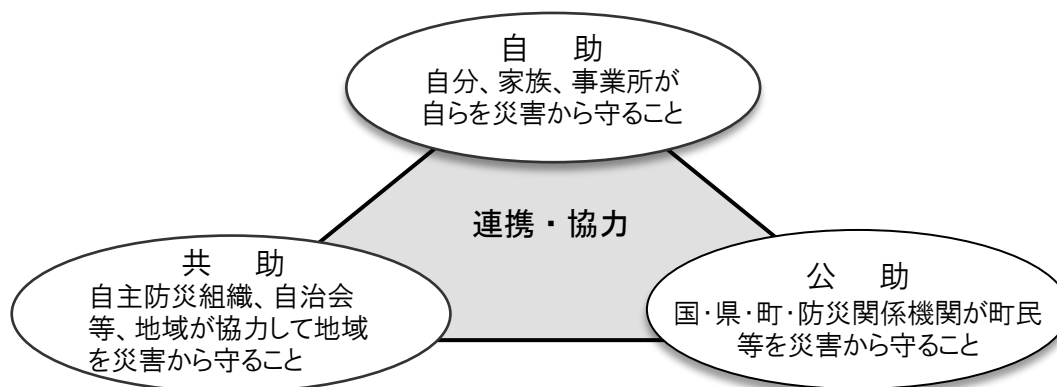 自　助
自分、家族、事業所が
自らを災害から守ること
連携・協力
共　助
自主防災組織、自治会
等、地域が協力して地域
を災害から守ること
公　助
国･県･町･防災関係機関が町民
等を災害から守ること